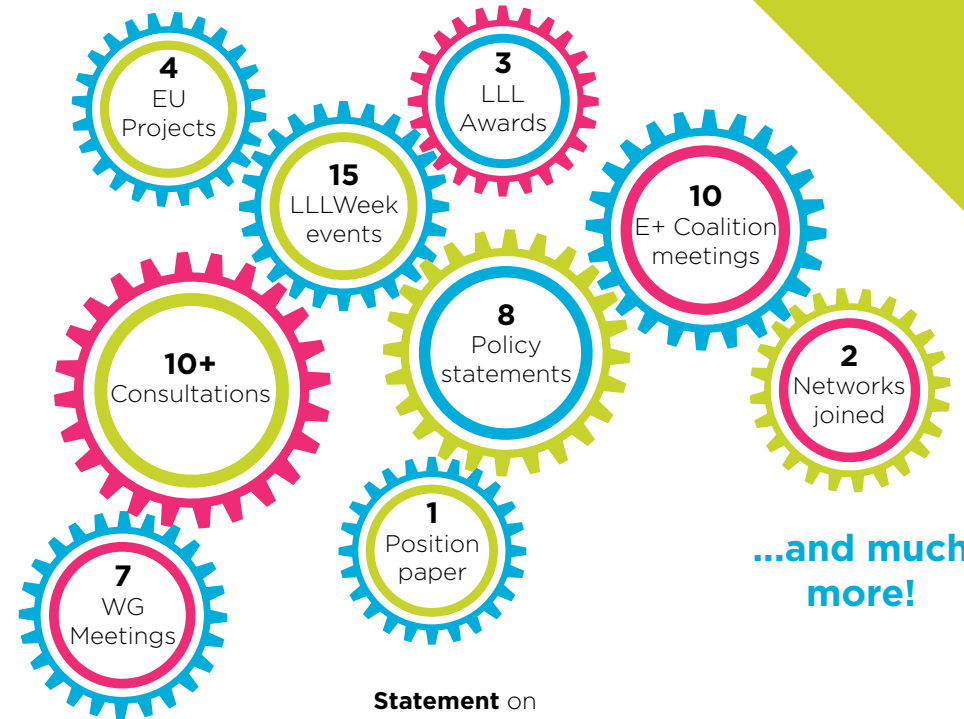 4
EU
Projects
3
LLL
Awards
15
LLLWeek
events
10
E+ Coalition
meetings
10+
Consultations
8
Policy
statements
2
Networks
joined
1
Position
paper
7
WG
Meetings
...and much
more!
Statement on